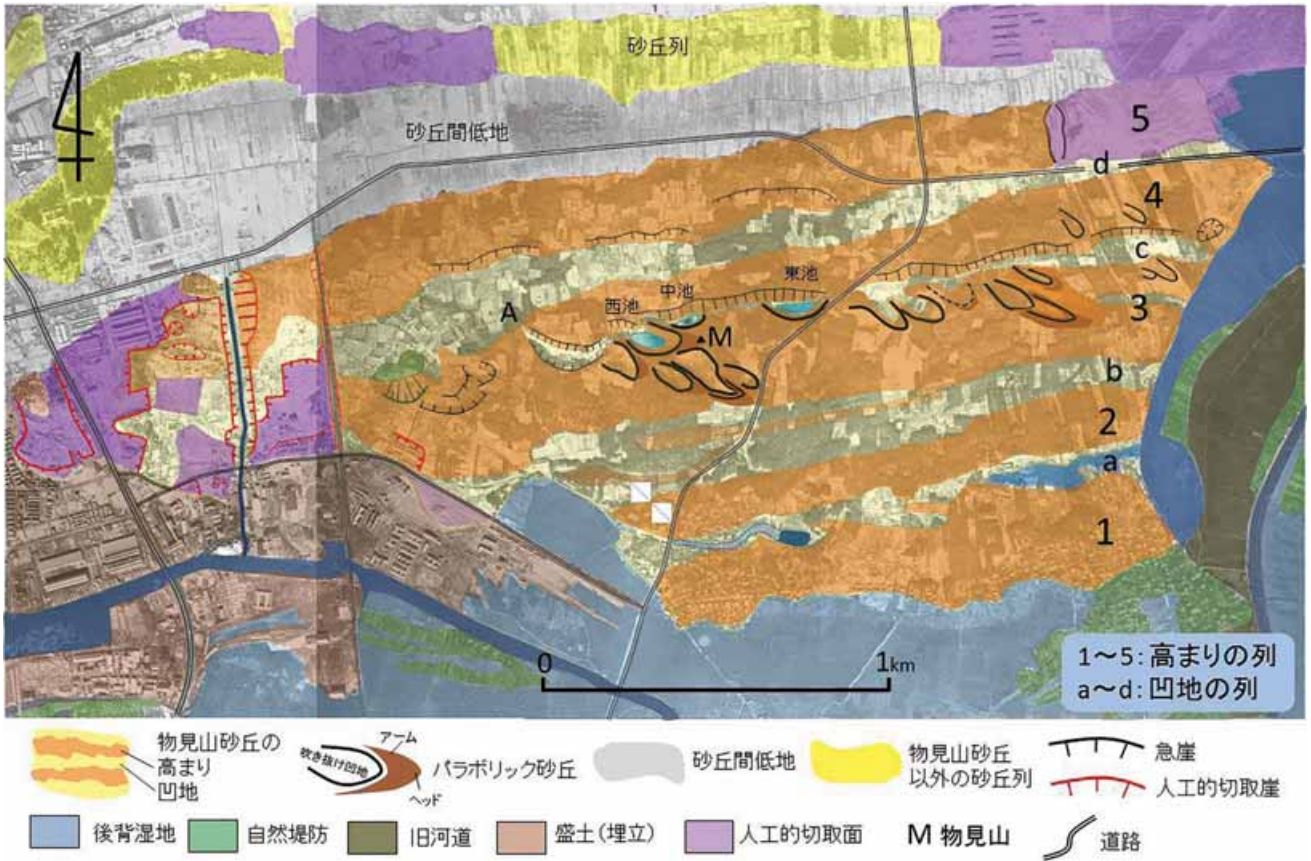 砂丘列
砂丘間低地
5
d
4
c
3
東池
中池
西池
A
M
b
2
a
1
0
1km
1～5: 高まりの列
a～d: 凹地の列
物見山砂丘の
高まり
凹地
吹き抜け凹地
アーム
パラボリック砂丘
ヘッド
砂丘間低地
物見山砂丘
以外の砂丘列
急崖
人工的切取崖
後背湿地
自然堤防
旧河道
盛土(埋立)
人工的切取面
M 物見山
道路